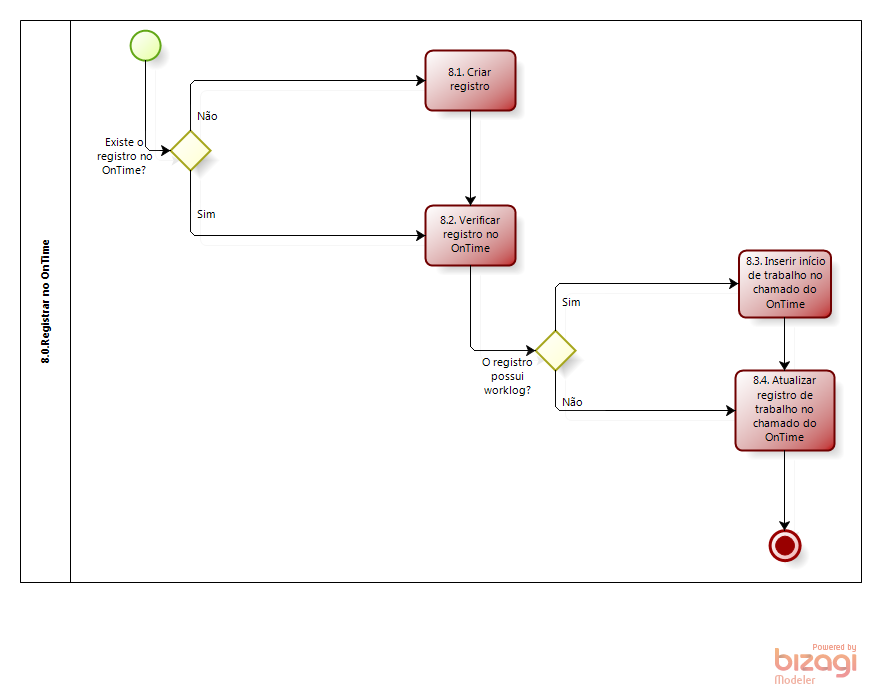 8.0.Registrar no OnTime
Existe o
registro no
OnTime?
Não
Sim
8.1. Criar
registro
8.2. Verificar
registro no
OnTime
O registro
possui
worklog?
Sim
Não
8.3. Inserir início
de trabalho no
chamado do
OnTime
8.4. Atualizar
registro de
trabalho no
chamado do
OnTime
Powered by
bizagi
Modeler